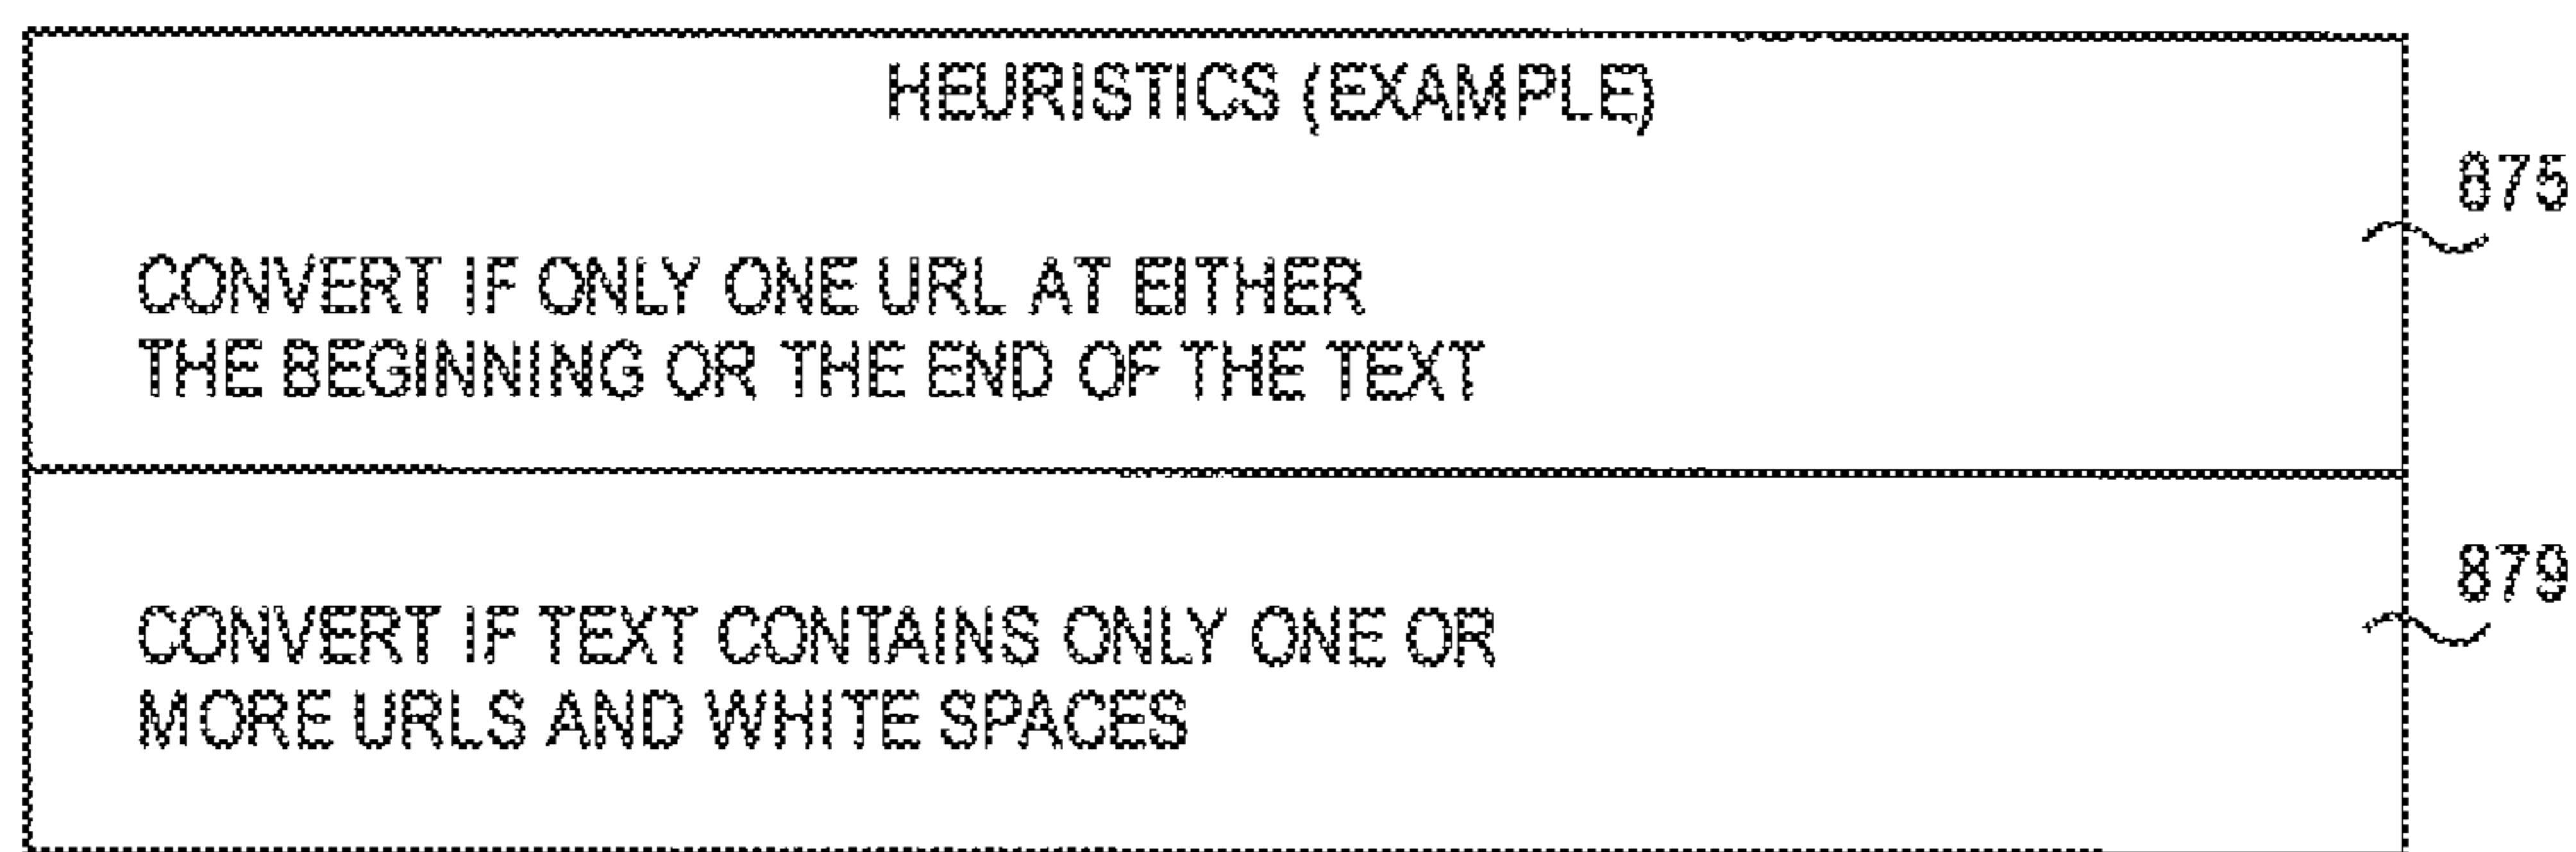 HEURISTICS (EXAMPLE)
875
CONVERT IF ONLY ONE URL AT EITHER
THE BEGINNING OR THE END OF THE TEXT
879
CONVERT IF TEXT CONTAINS ONLY ONE OR
MORE URLS AND WHITE SPACES